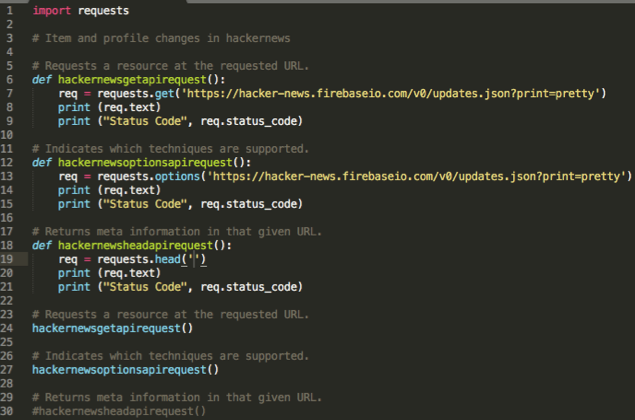 1 import requests
2
3 # Item and profile changes in hackernews
4
5 # Requests a resource at the requested URL.
6 def hackernewsgetapirequest():
7     req = requests.get('https://hacker-news.firebaseio.com/v0/updates.json?print=pretty')
8     print (req.text)
9     print ("Status Code", req.status_code)
10
11 # Indicates which techniques are supported.
12 def hackernewsoptionsapirequest():
13     req = requests.options('https://hacker-news.firebaseio.com/v0/updates.json?print=pretty')
14     print (req.text)
15     print ("Status Code", req.status_code)
16
17 # Returns meta information in that given URL.
18 def hackernewsheadapirequest():
19     req = requests.head('')
20     print (req.text)
21     print ("Status Code", req.status_code)
22
23 # Requests a resource at the requested URL.
24 hackernewsgetapirequest()
25
26 # Indicates which techniques are supported.
27 hackernewsoptionsapirequest()
28
29 # Returns meta information in that given URL.
30 #hackernewsheadapirequest()